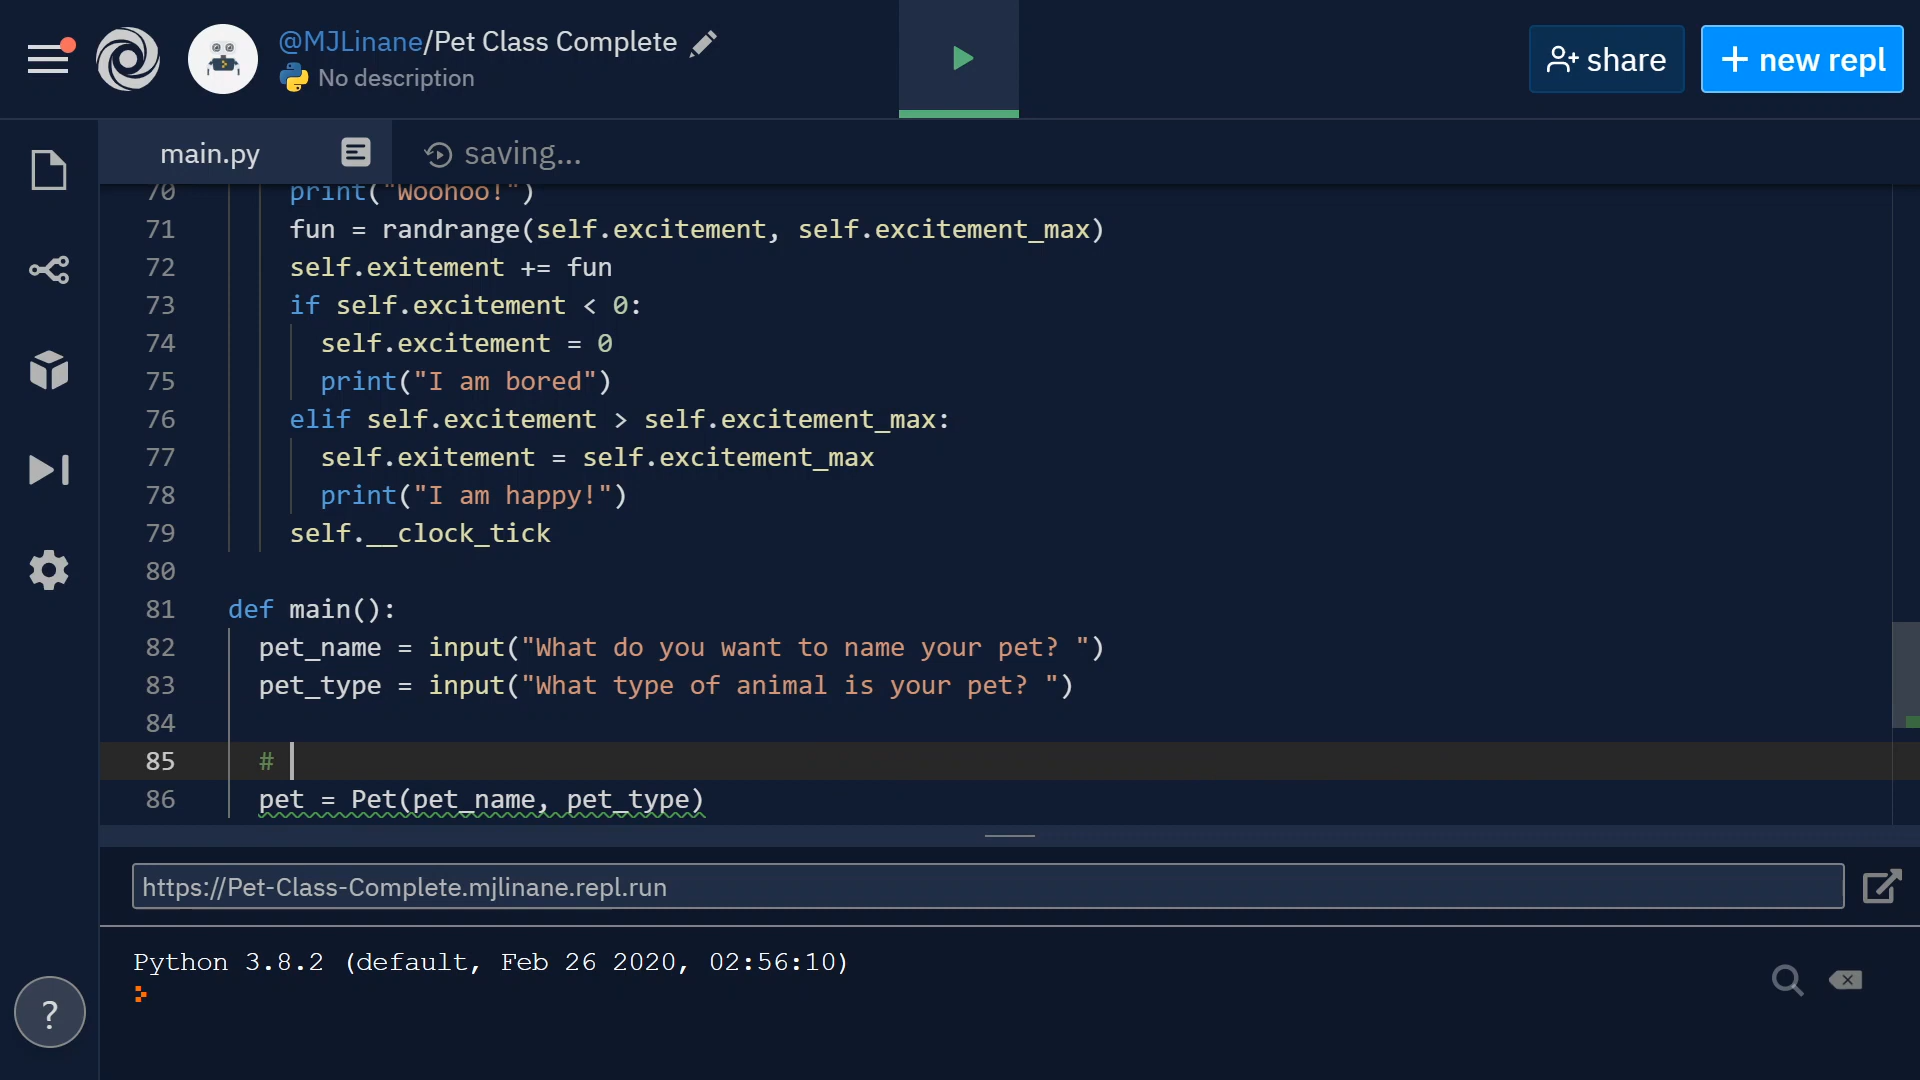 @MJLinane/Pet Class Complete
No description
share
+ new repl
main.py
saving...
70 print("Woohoo!")
71 fun = randrange(self.excitement, self.excitement_max)
72 self.exitement += fun
73 if self.excitement < 0:
74 self.excitement = 0
75 print("I am bored")
76 elif self.excitement > self.excitement_max:
77 self.exitement = self.excitement_max
78 print("I am happy!")
79 self.__clock_tick
80
81 def main():
82 pet_name = input("What do you want to name your pet? ")
83 pet_type = input("What type of animal is your pet? ")
84
85 #
86 pet = Pet(pet_name, pet_type)
https://Pet-Class-Complete.mjlinane.repl.run
Python 3.8.2 (default, Feb 26 2020, 02:56:10)
?